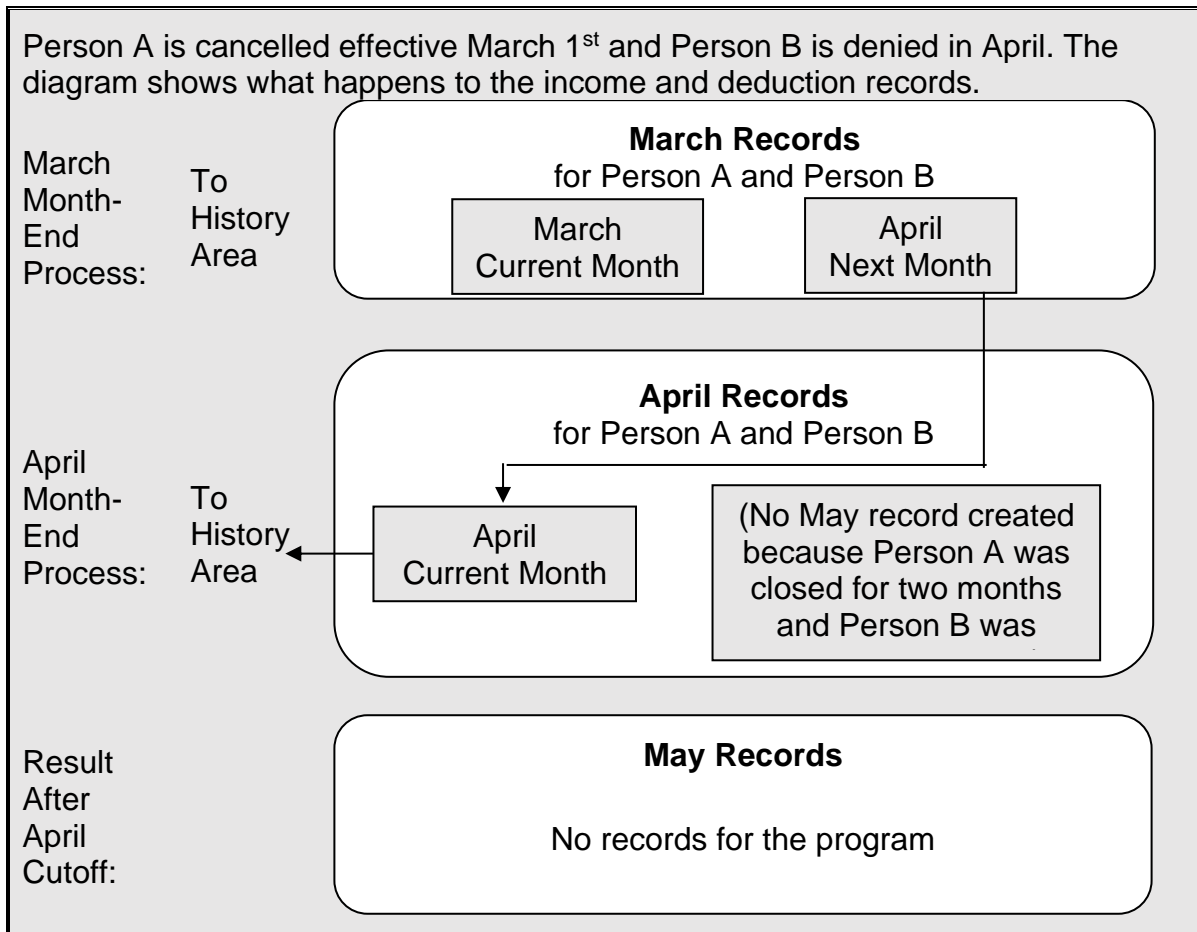 Person A is cancelled effective March 1st and Person B is denied in April. The
diagram shows what happens to the income and deduction records.
March
Month-
End
Process:
To
History
Area
March Records
for Person A and Person B
March
Current Month
April
Next Month
April
Month-
End
Process:
To
History
Area
April Records
for Person A and Person B
April
Current Month
(No May record created
because Person A was
closed for two months
and Person B was
Result
After
April
Cutoff:
May Records
No records for the program